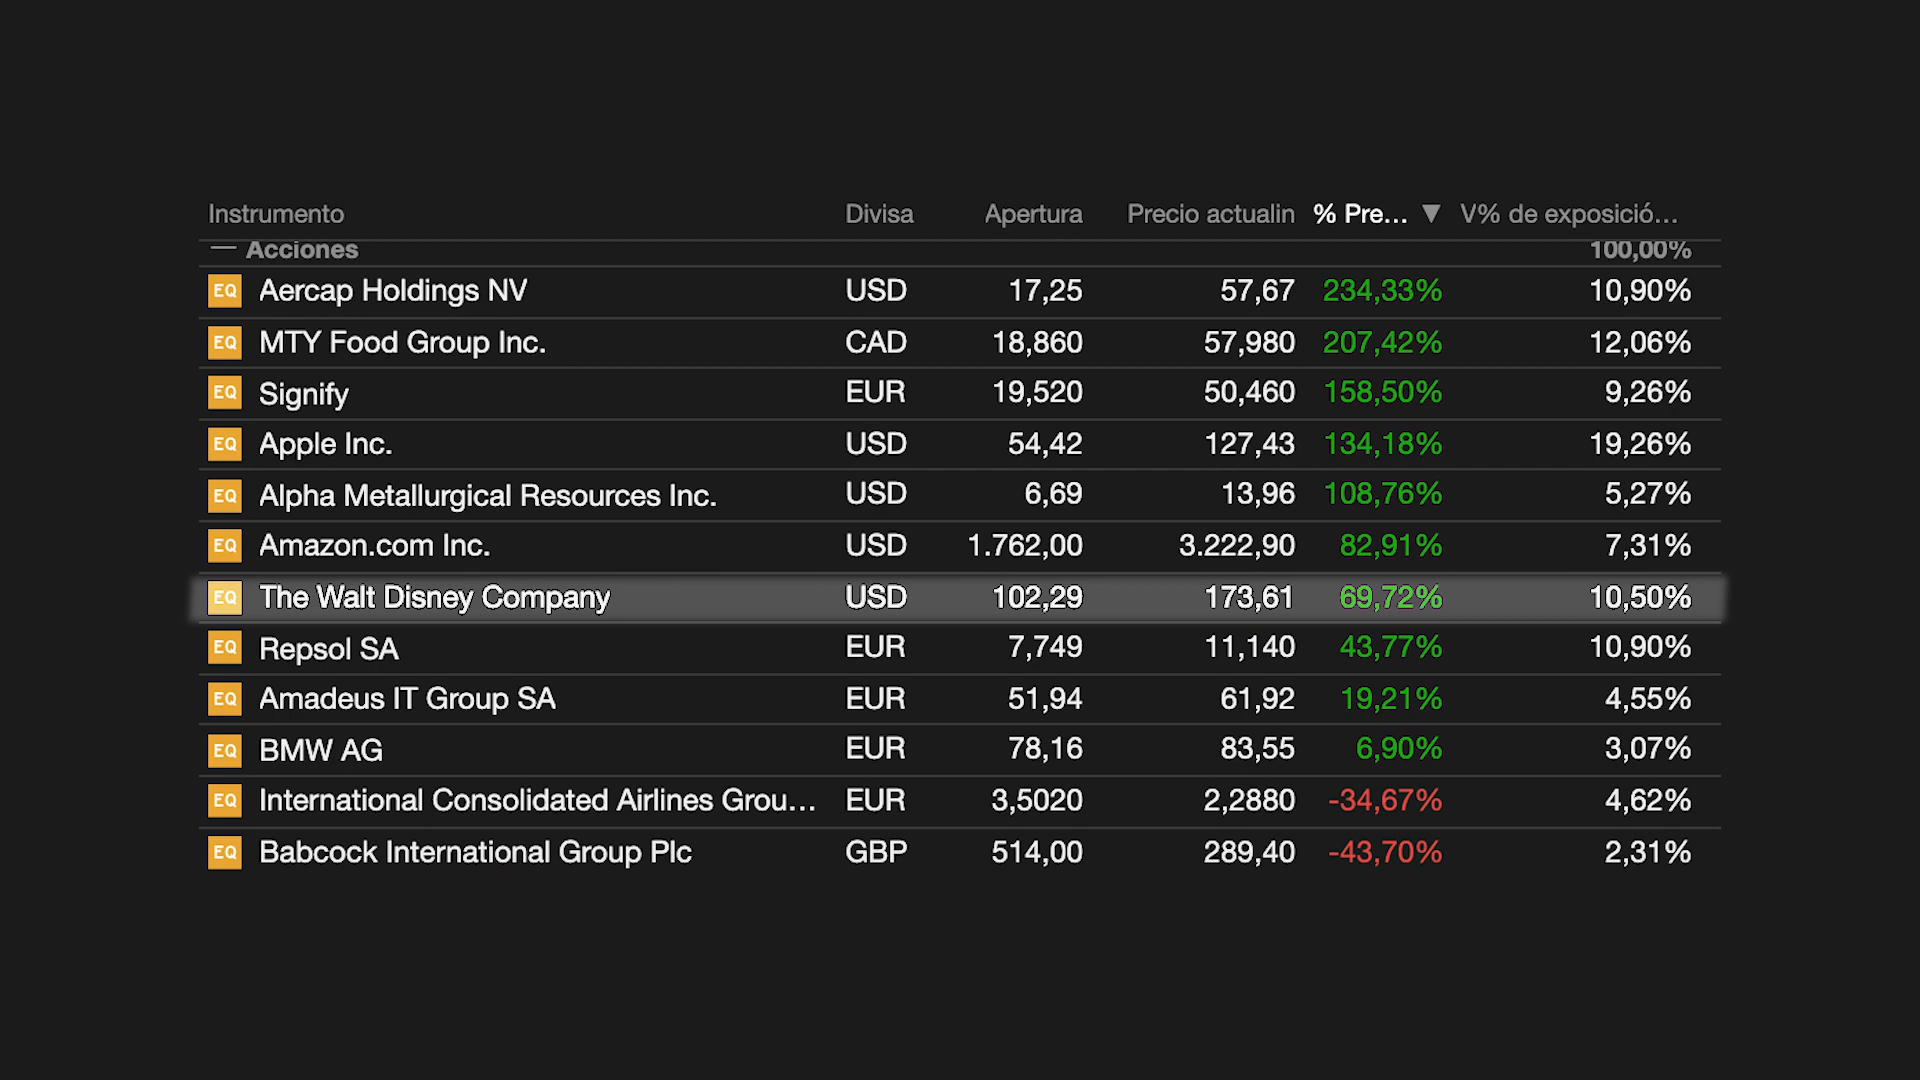 Instrumento Divisa Apertura Precio actualin % Pre... ▼ V% de exposició...
— Acciones 100,00%
EQ Aercap Holdings NV USD 17,25 57,67 234,33% 10,90%
EQ MTY Food Group Inc. CAD 18,860 57,980 207,42% 12,06%
EQ Signify EUR 19,520 50,460 158,50% 9,26%
EQ Apple Inc. USD 54,42 127,43 134,18% 19,26%
EQ Alpha Metallurgical Resources Inc. USD 6,69 13,96 108,76% 5,27%
EQ Amazon.com Inc. USD 1.762,00 3.222,90 82,91% 7,31%
EQ The Walt Disney Company USD 102,29 173,61 69,72% 10,50%
EQ Repsol SA EUR 7,749 11,140 43,77% 10,90%
EQ Amadeus IT Group SA EUR 51,94 61,92 19,21% 4,55%
EQ BMW AG EUR 78,16 83,55 6,90% 3,07%
EQ International Consolidated Airlines Grou... EUR 3,5020 2,2880 -34,67% 4,62%
EQ Babcock International Group Plc GBP 514,00 289,40 -43,70% 2,31%